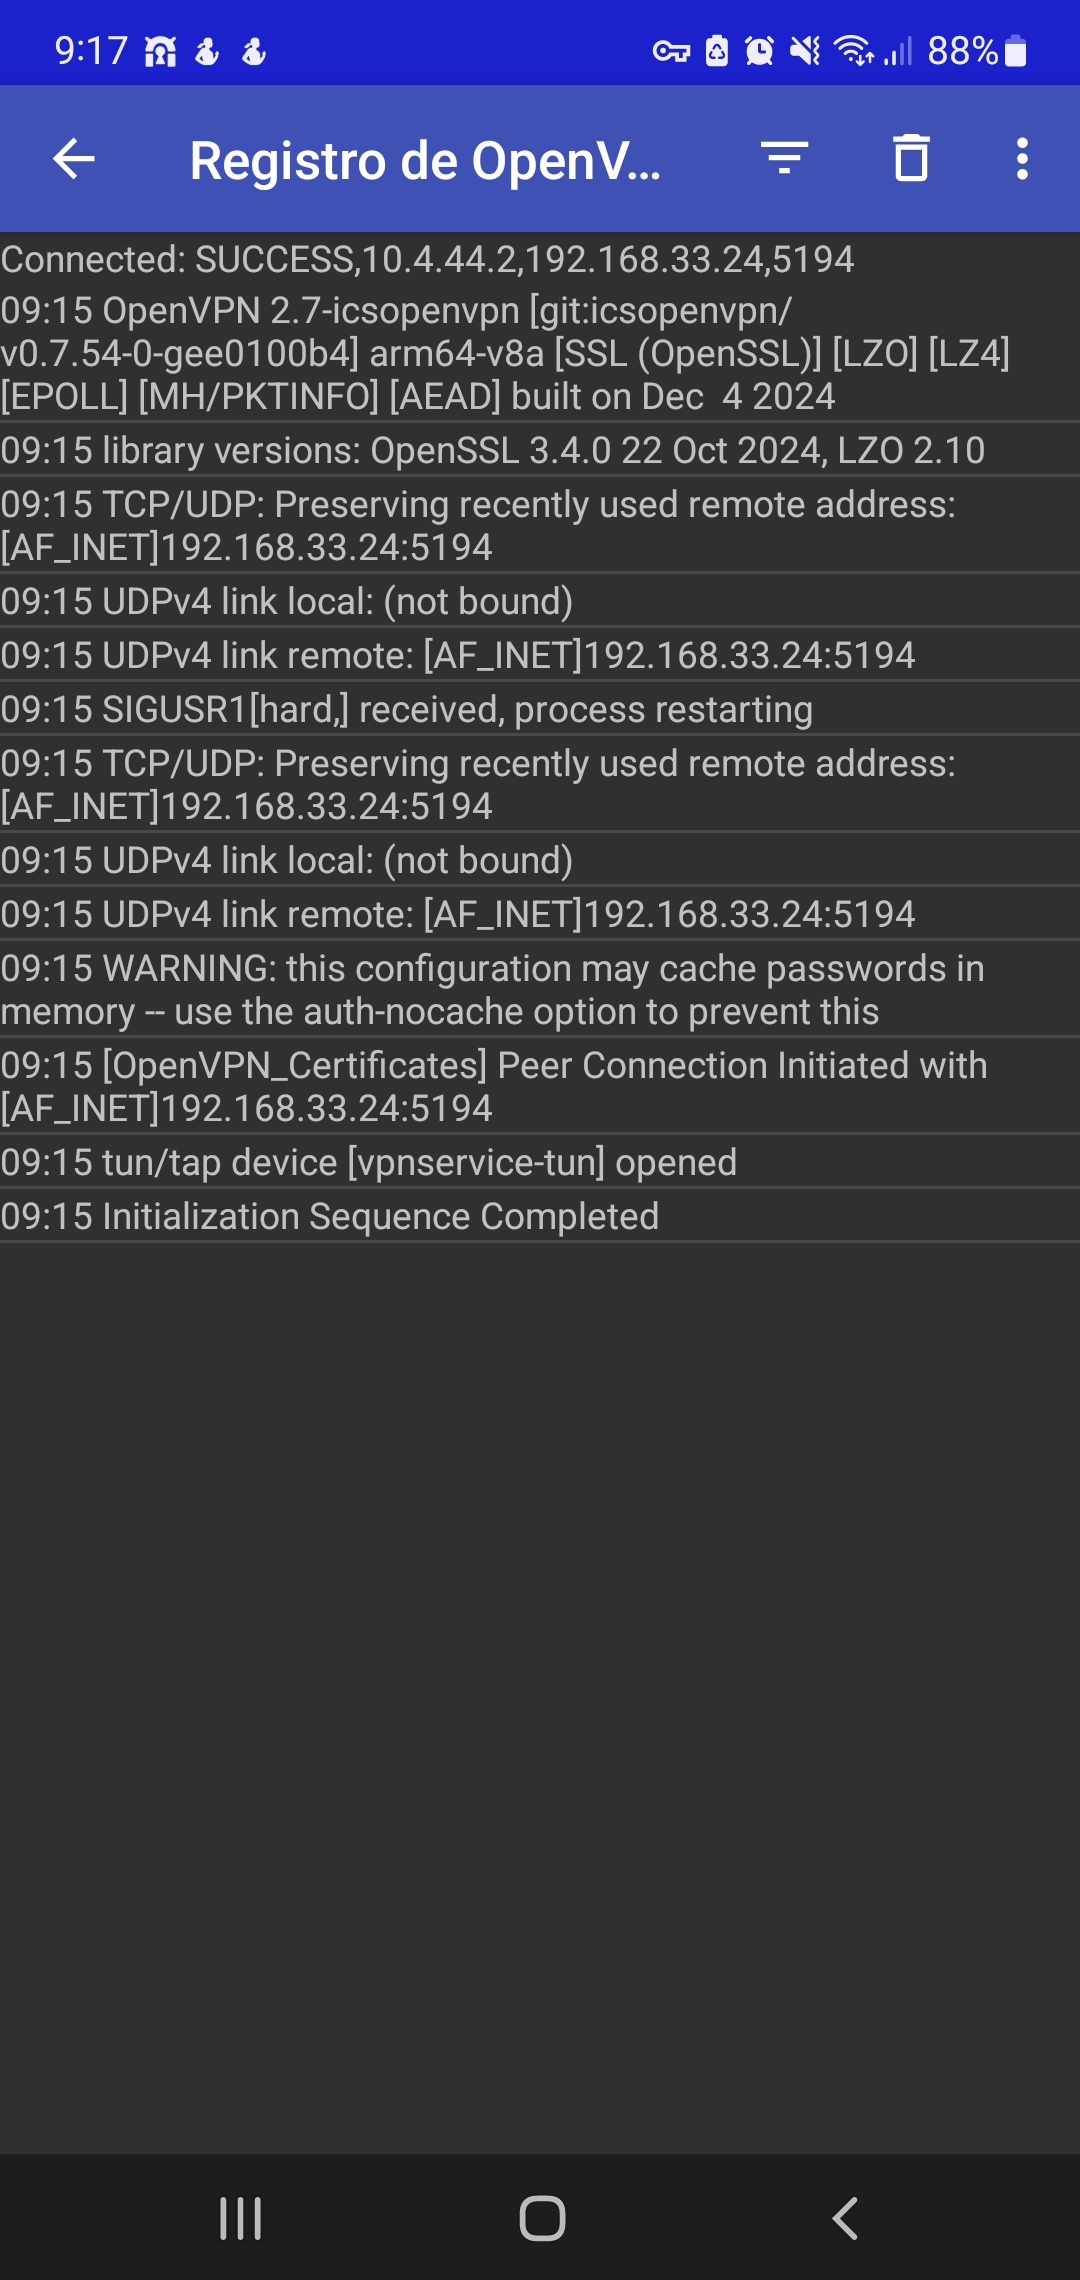 9:17
88%
Registro de OpenV...
Connected: SUCCESS,10.4.44.2,192.168.33.24,5194
09:15 OpenVPN 2.7-icsopenvpn [git:icsopenvpn/
v0.7.54-0-gee0100b4] arm64-v8a [SSL (OpenSSL)] [LZO] [LZ4]
[EPOLL] [MH/PKTINFO] [AEAD] built on Dec  4 2024
09:15 library versions: OpenSSL 3.4.0 22 Oct 2024, LZO 2.10
09:15 TCP/UDP: Preserving recently used remote address:
[AF_INET]192.168.33.24:5194
09:15 UDPv4 link local: (not bound)
09:15 UDPv4 link remote: [AF_INET]192.168.33.24:5194
09:15 SIGUSR1[hard,] received, process restarting
09:15 TCP/UDP: Preserving recently used remote address:
[AF_INET]192.168.33.24:5194
09:15 UDPv4 link local: (not bound)
09:15 UDPv4 link remote: [AF_INET]192.168.33.24:5194
09:15 WARNING: this configuration may cache passwords in
memory -- use the auth-nocache option to prevent this
09:15 [OpenVPN_Certificates] Peer Connection Initiated with
[AF_INET]192.168.33.24:5194
09:15 tun/tap device [vpnservice-tun] opened
09:15 Initialization Sequence Completed